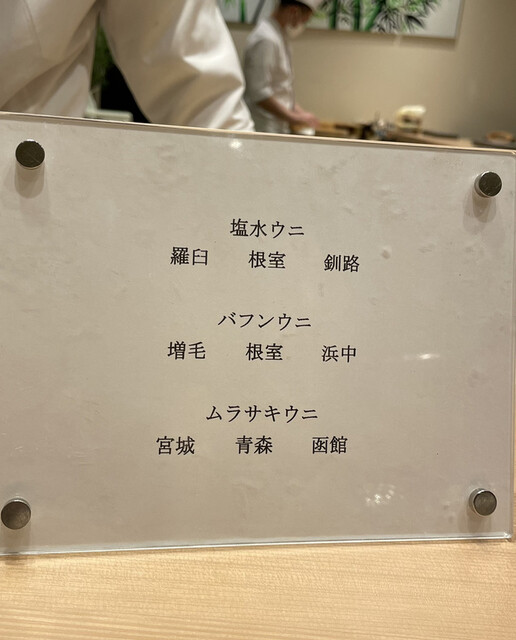 塩水ウニ
羅臼 根室 釧路
バフンウニ
増毛 根室 浜中
ムラサキウニ
宮城 青森 函館